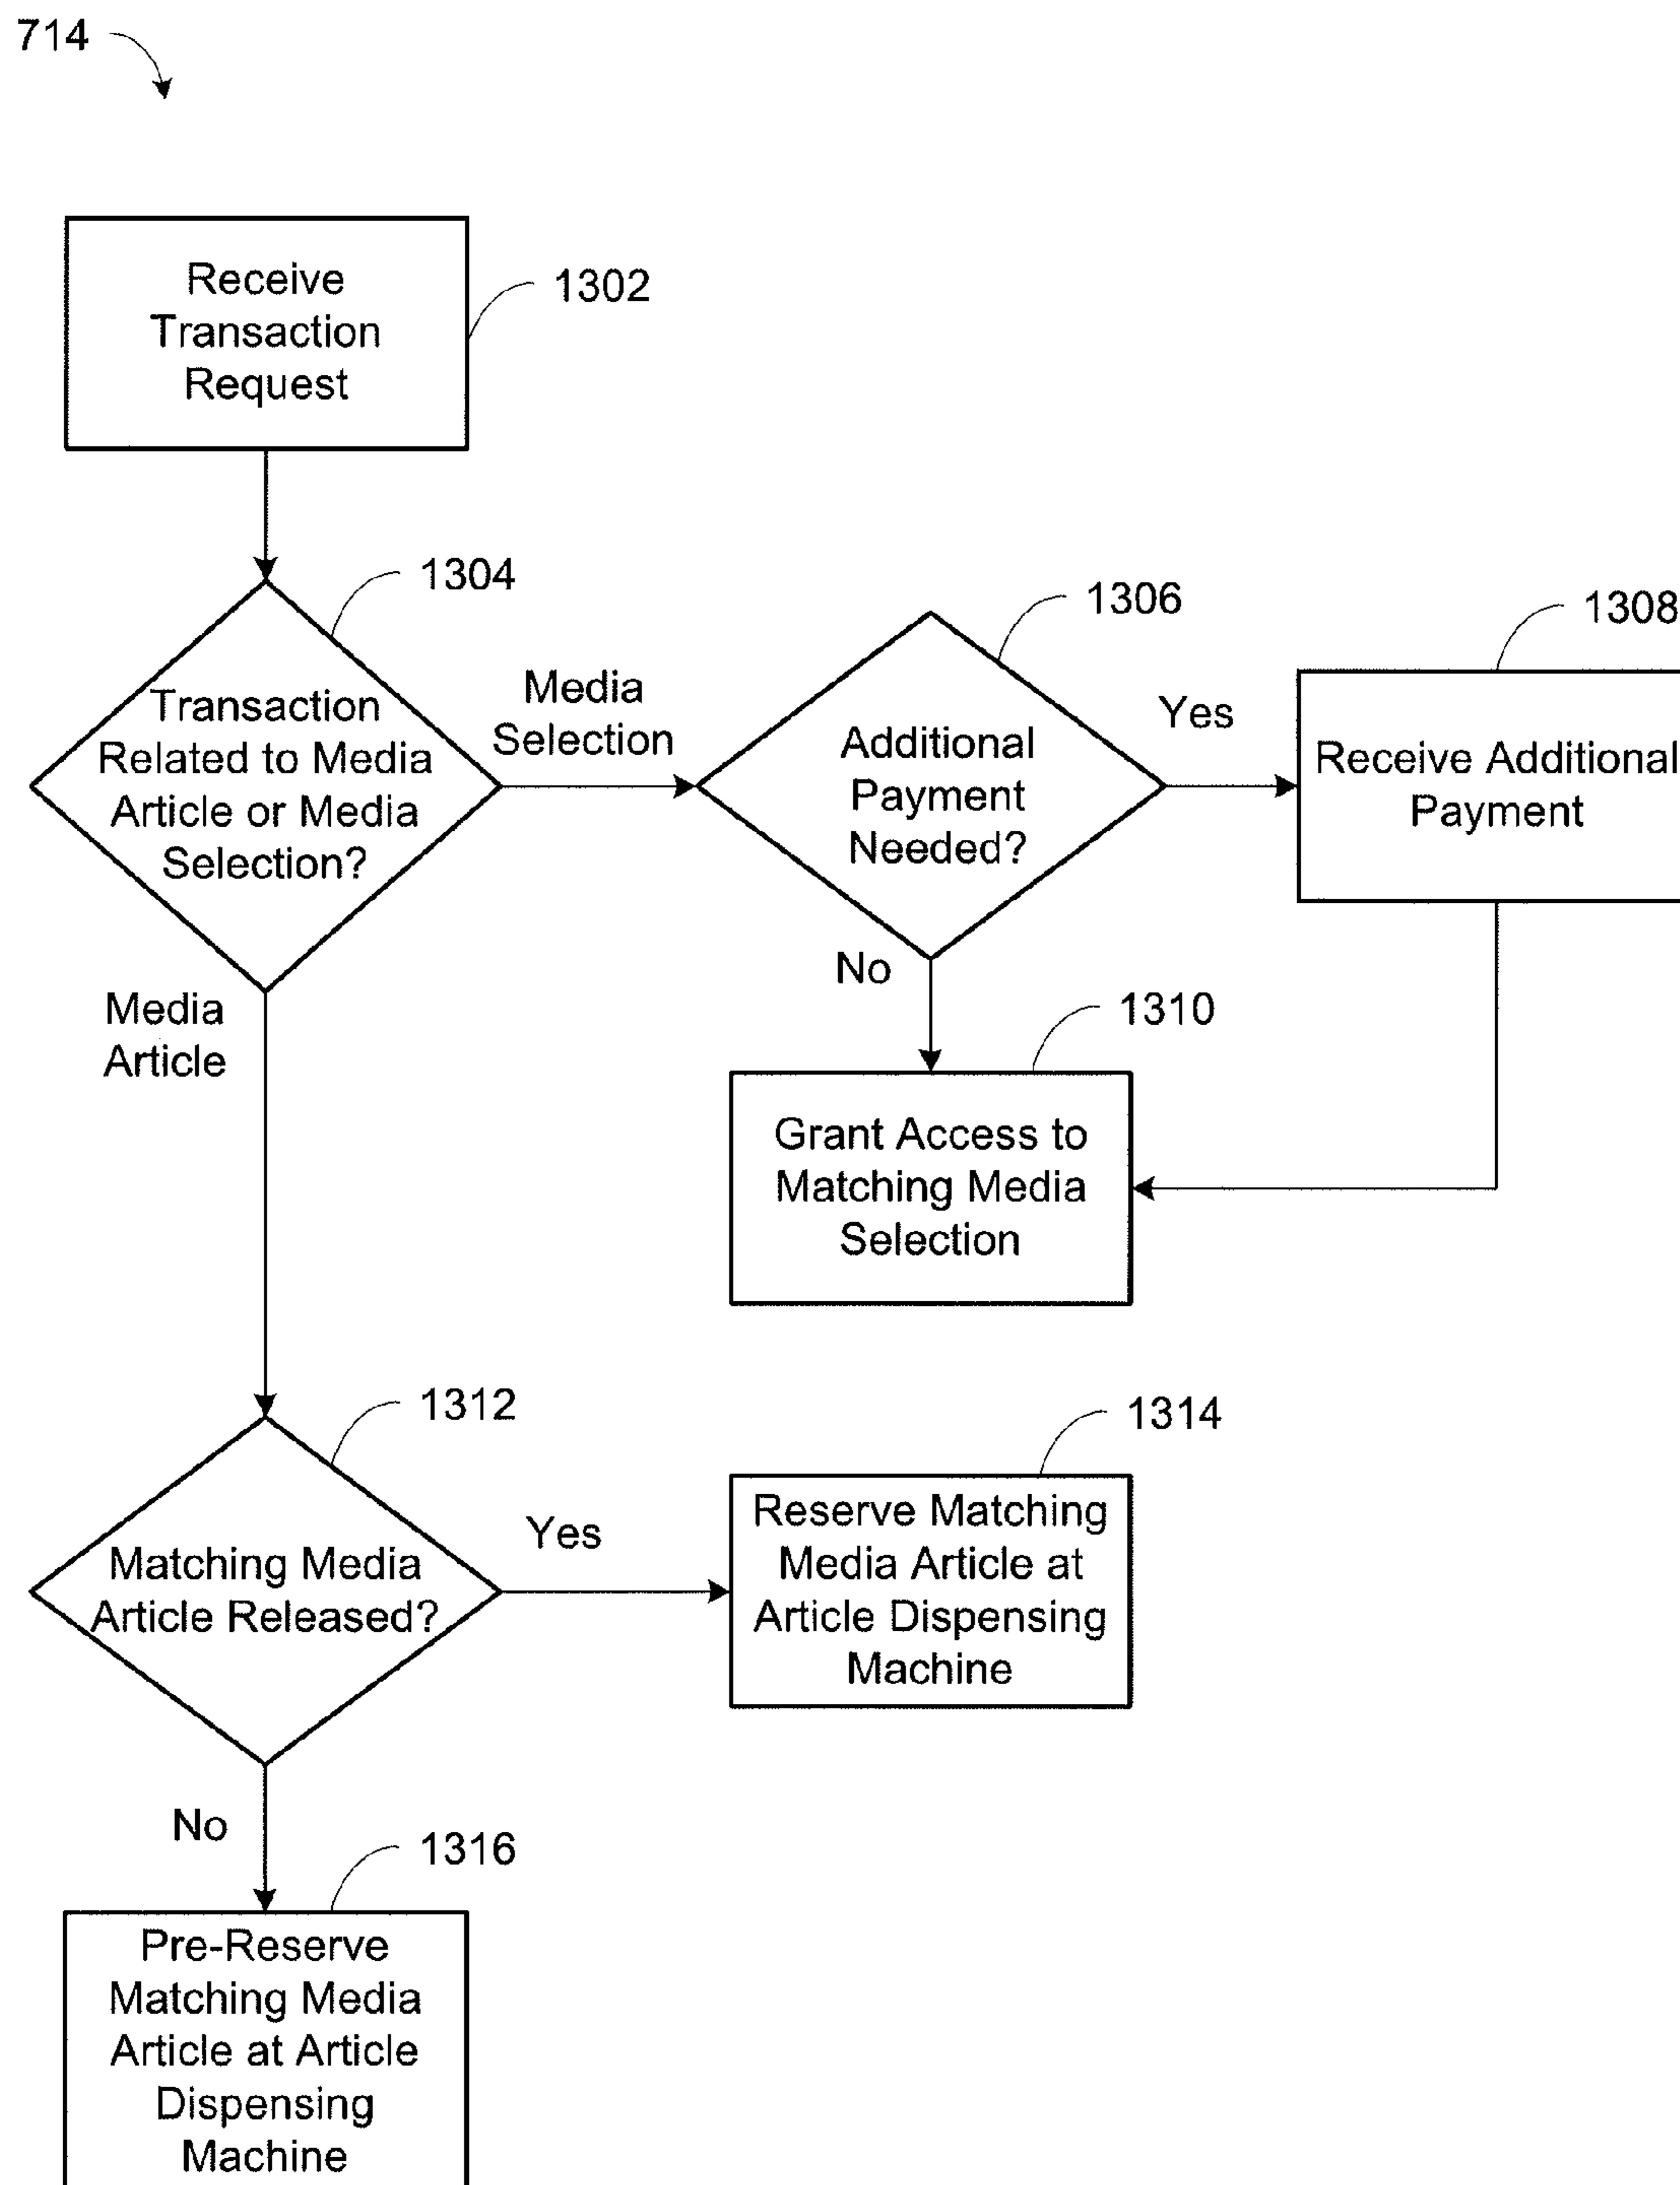 714
Receive
Transaction
Request
1302
1304
Transaction
Related to Media
Article or Media
Selection?
Media
Selection
1306
Additional
Payment
Needed?
Yes
1308
Receive Additional
Payment
No
1310
Grant Access to
Matching Media
Selection
Media
Article
1312
Matching Media
Article Released?
Yes
1314
Reserve Matching
Media Article at
Article Dispensing
Machine
No
1316
Pre-Reserve
Matching Media
Article at Article
Dispensing
Machine